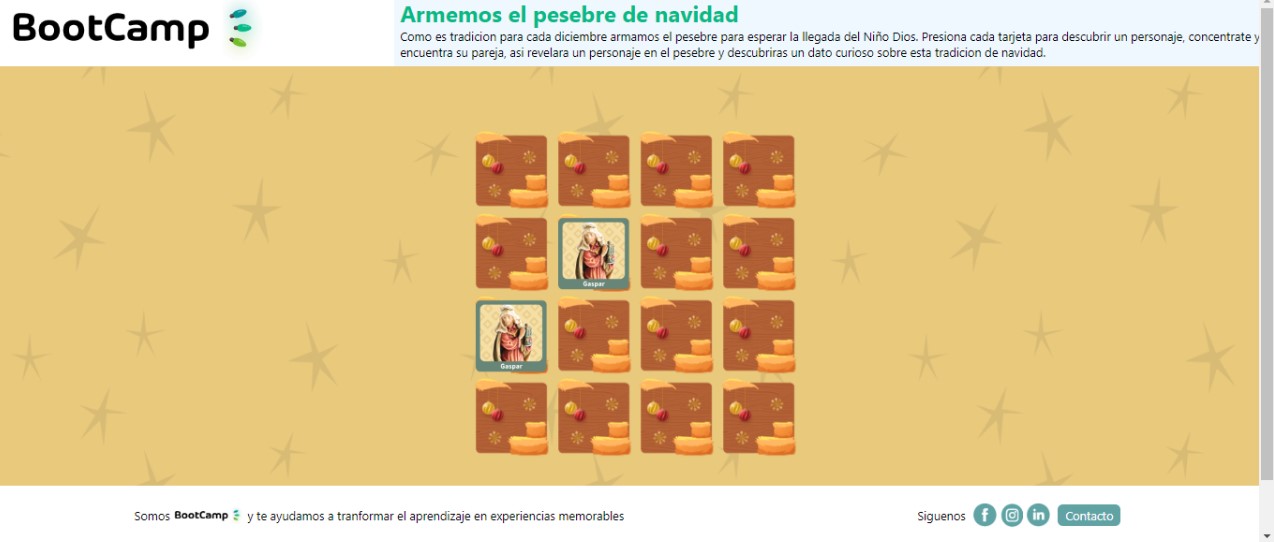 BootCamp
Armemos el pesebre de navidad
Como es tradicion para cada diciembre armamos el pesebre para esperar la llegada del Niño Dios. Presiona cada tarjeta para descubrir un personaje, concentrate y
encuentra su pareja, asi revelara un personaje en el pesebre y descubriras un dato curioso sobre esta tradicion de navidad.
Gaspar
Gaspar
Somos BootCamp y te ayudamos a tranformar el aprendizaje en experiencias memorables
Siguenos f in Contacto